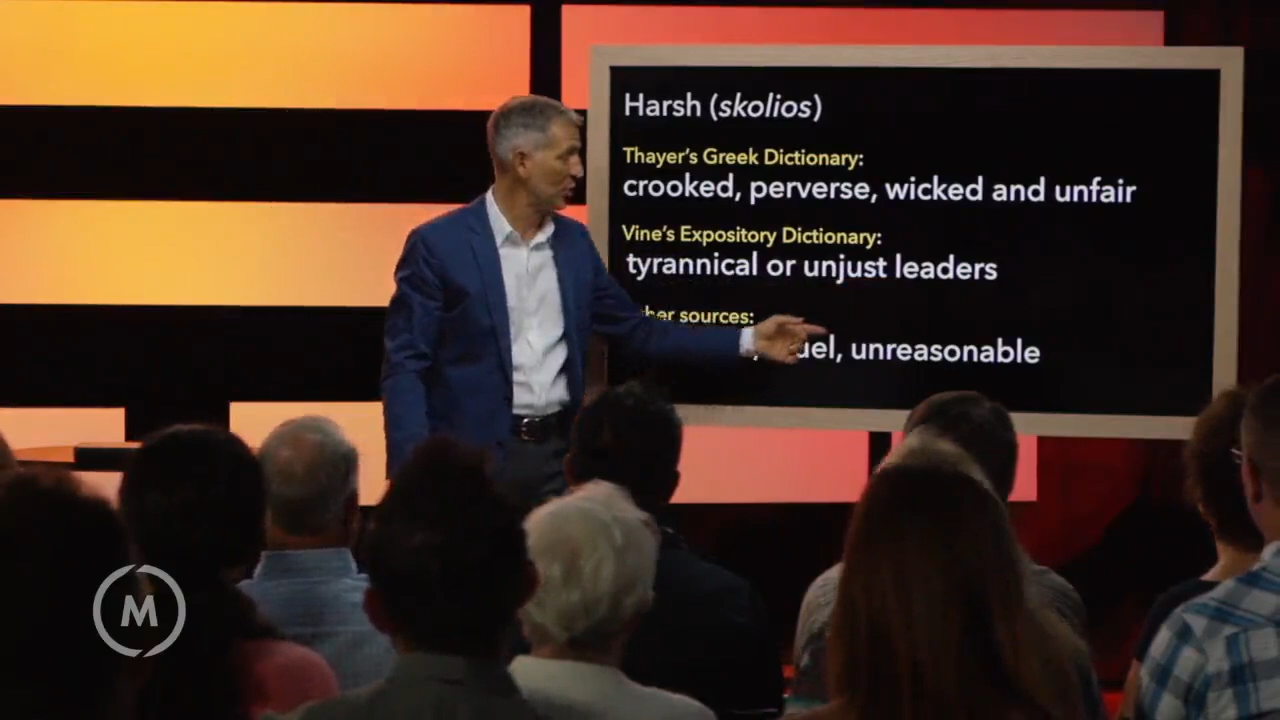 Harsh (skolios)
Thayer's Greek Dictionary:
crooked, perverse, wicked and unfair
Vine's Expository Dictionary:
tyrannical or unjust leaders
sources:
unreasonable
M